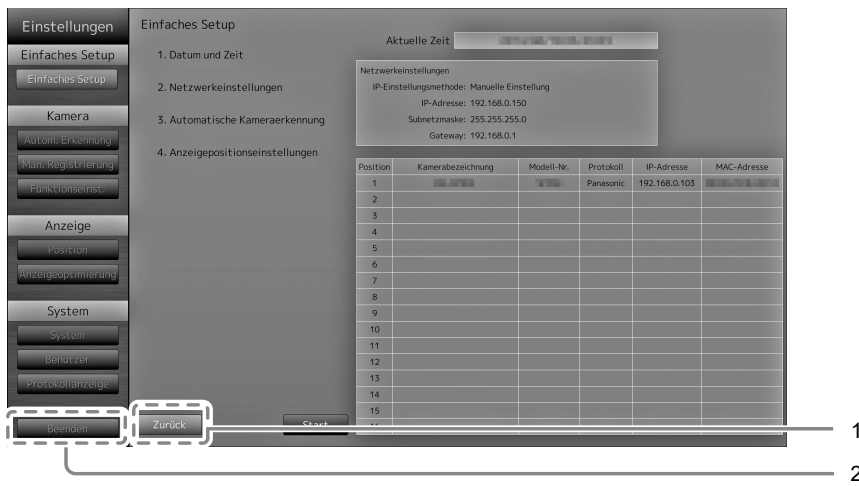 Einstellungen
Einfaches Setup
Einfaches Setup
Kamera
Autom. Erkennung
Man. Registrierung
Funktionseinst.
Anzeige
Position
Anzeigeoptimierung
System
System
Benutzer
Protokollanzeige
Beenden
Einfaches Setup
1. Datum und Zeit
2. Netzwerkeinstellungen
3. Automatische Kameraerkennung
4. Anzeigepositionseinstellungen
Zurück
Start
Aktuelle Zeit
Netzwerkeinstellungen
IP-Einstellungsmethode: Manuelle Einstellung
IP-Adresse: 192.168.0.150
Subnetzmaske: 255.255.255.0
Gateway: 192.168.0.1
Position Kamerabezeichnung Modell-Nr. Protokoll IP-Adresse MAC-Adresse
1 Panasonic 192.168.0.103
2
3
4
5
6
7
8
9
10
11
12
13
14
15
1
2